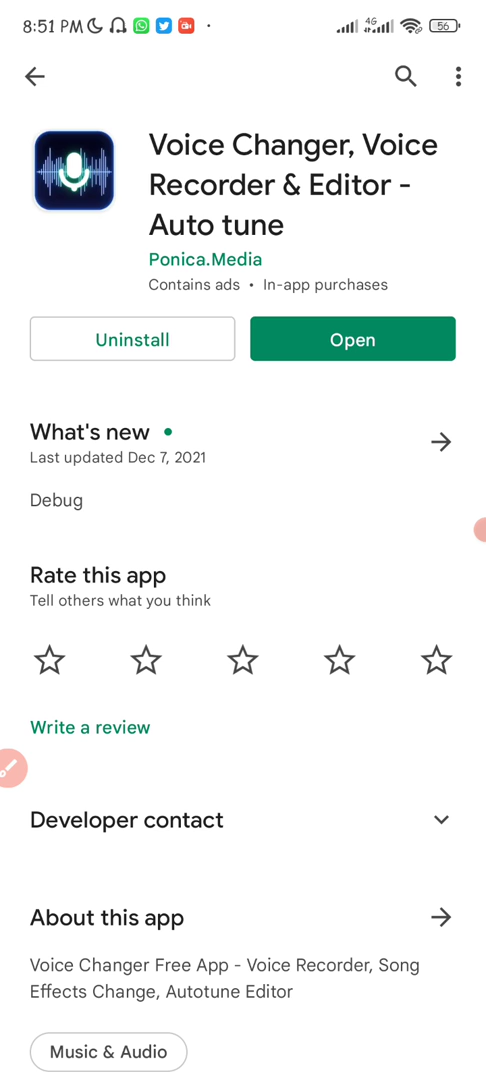 8:51 PM
4G
56
Voice Changer, Voice
Recorder & Editor -
Auto tune
Ponica.Media
Contains ads • In-app purchases
Uninstall
Open
What's new •
Last updated Dec 7, 2021
Debug
Rate this app
Tell others what you think
Write a review
Developer contact
About this app
Voice Changer Free App - Voice Recorder, Song
Effects Change, Autotune Editor
Music & Audio